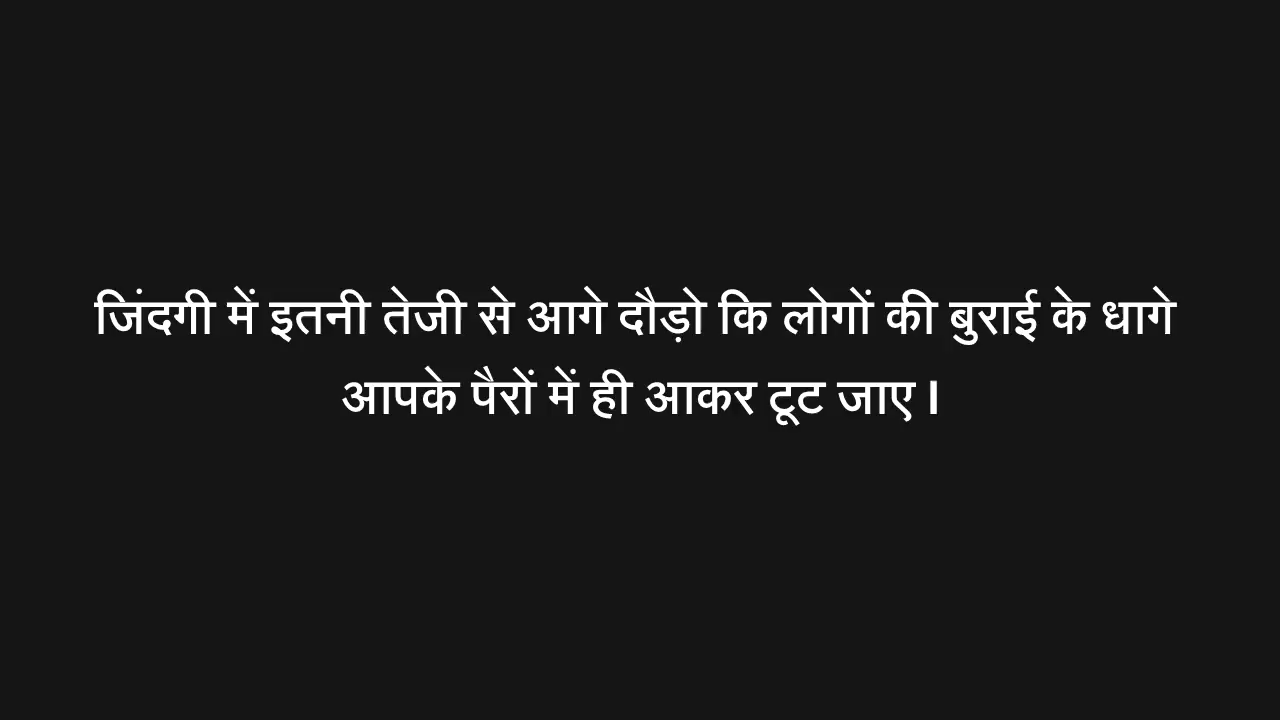 जिंदगी में इतनी तेजी से आगे दौड़ो कि लोगों की बुराई के धागे
आपके पैरों में ही आकर टूट जाए।